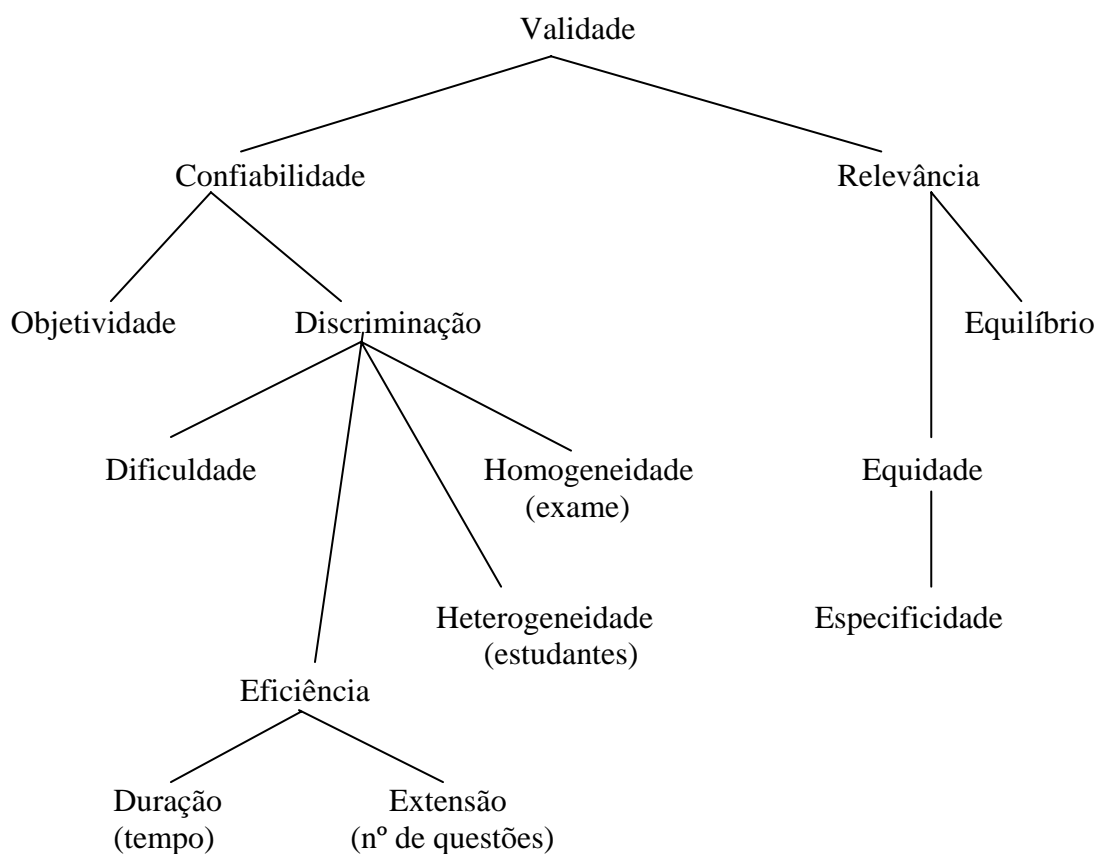 Validade
Confiabilidade
Relevância
Objetividade
Discriminação
Equilíbrio
Dificuldade
Homogeneidade
(exame)
Equidade
Heterogeneidade
(estudantes)
Especificidade
Eficiência
Duração
(tempo)
Extensão
(nº de questões)